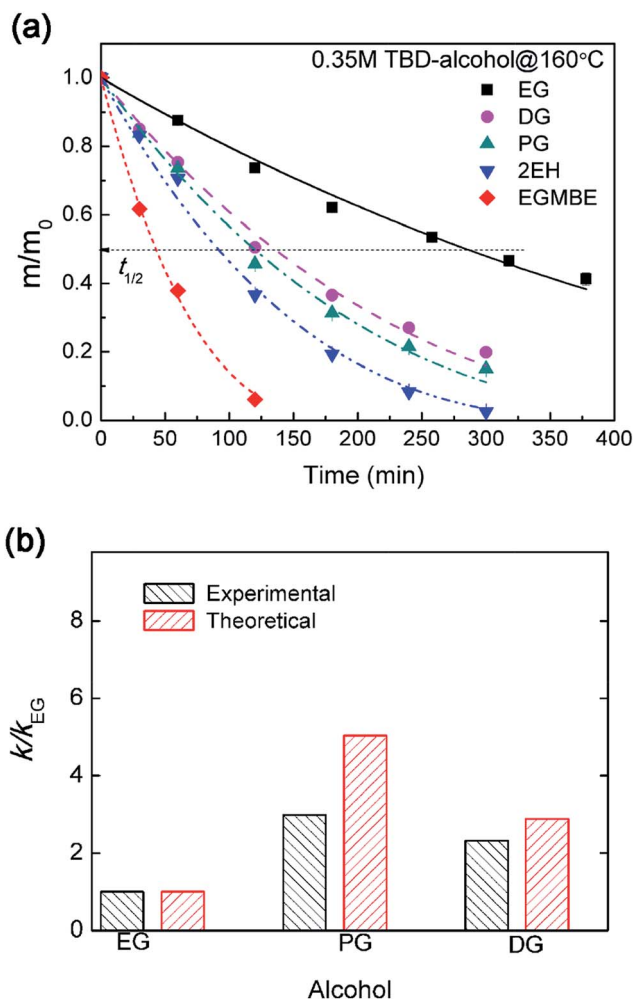 (a)
0.35M TBD-alcohol@160°C
EG
DG
PG
2EH
EGMBE
1.0
0.8
0.6
0.4
0.2
0.0
t1/2
m/m0
0 50 100 150 200 250 300 350 400
Time (min)
(b)
Experimental
Theoretical
8
6
4
2
0
k/kEG
EG PG DG
Alcohol